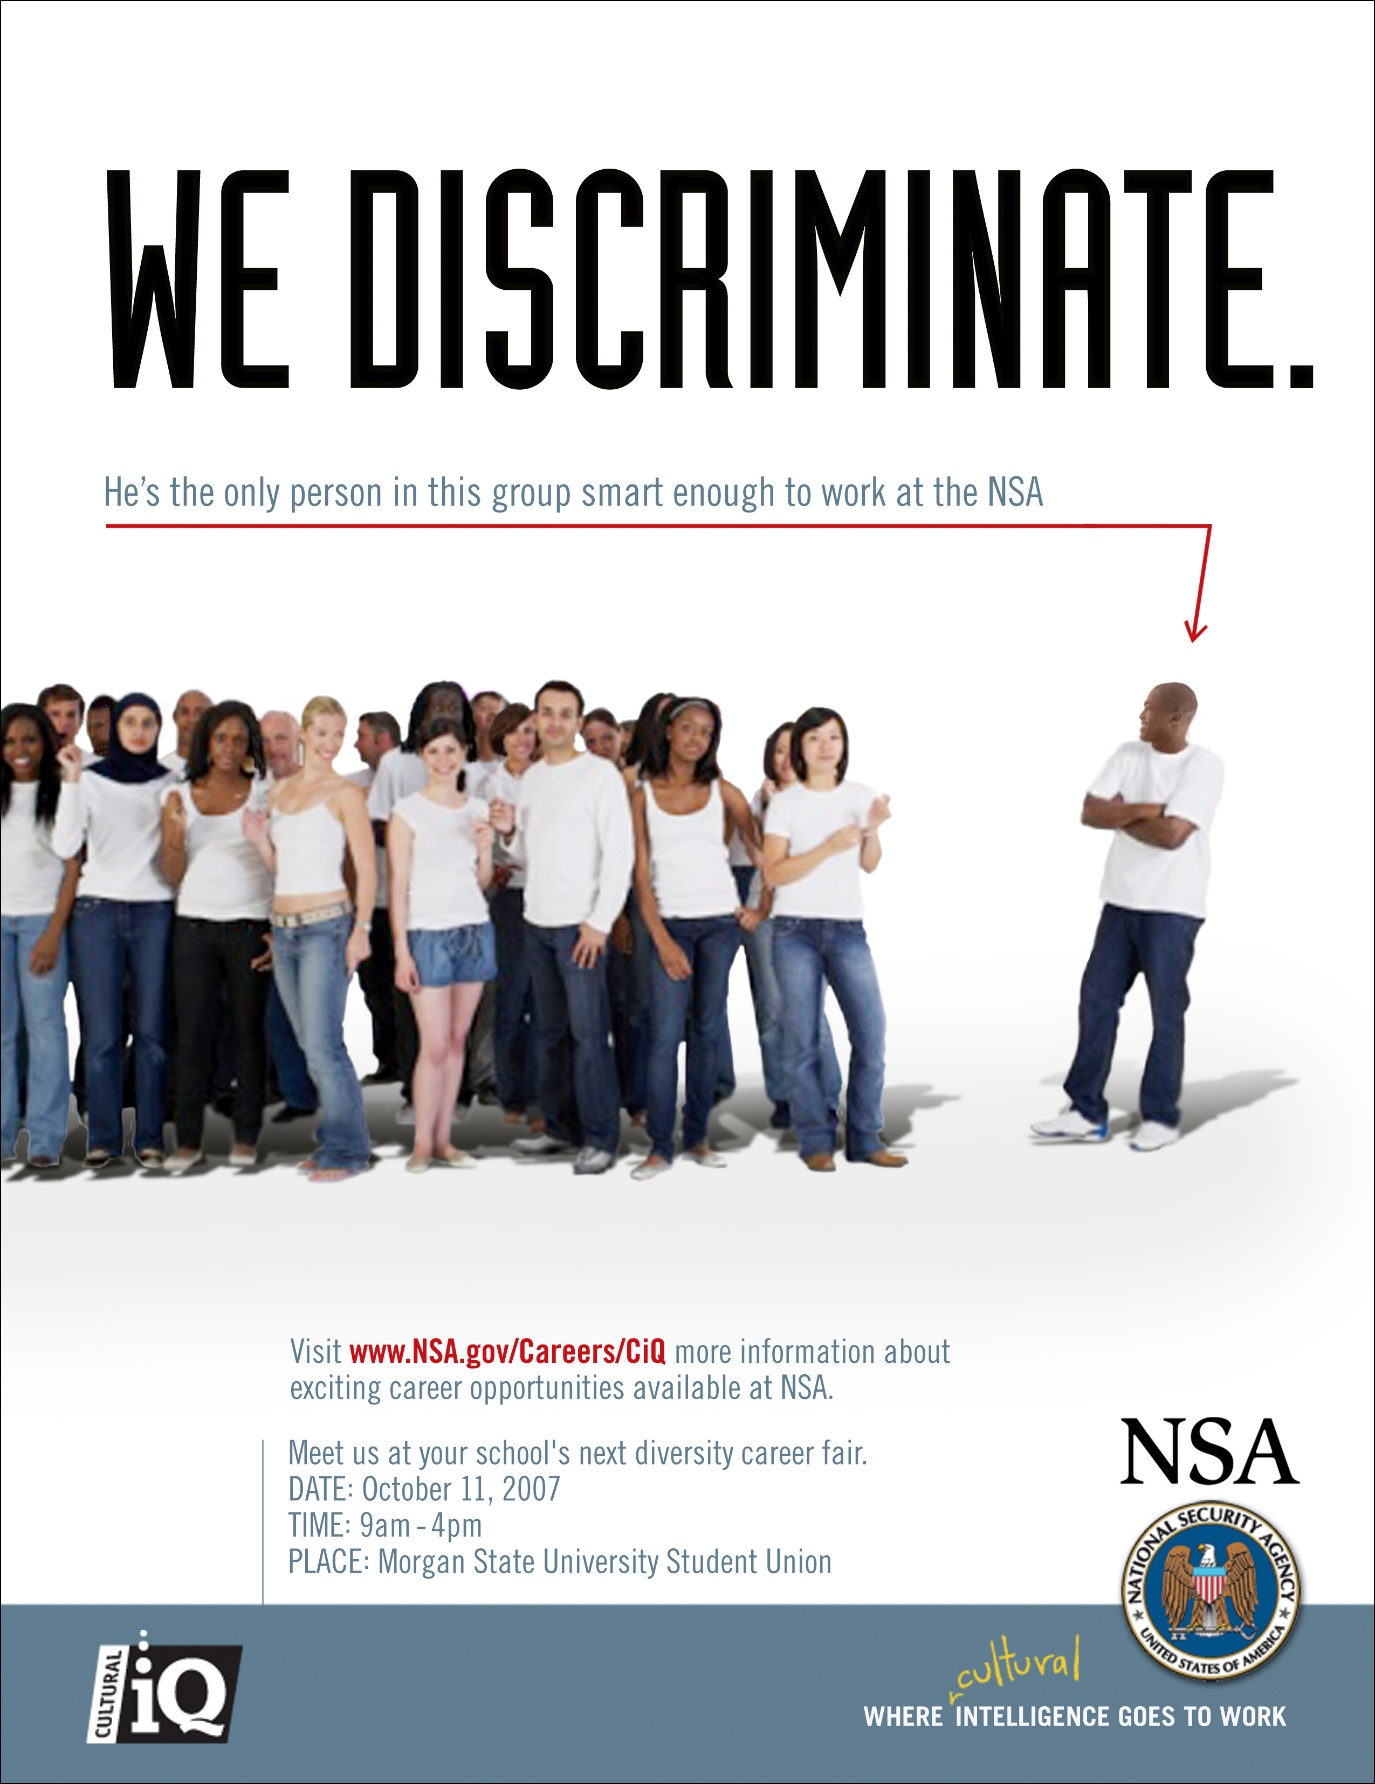 WE DISCRIMINATE.
He's the only person in this group smart enough to work at the NSA
Visit www.NSA.gov/Careers/CiQ more information about
exciting career opportunities available at NSA.
Meet us at your school's next diversity career fair.
DATE: October 11, 2007
TIME: 9am - 4pm
PLACE: Morgan State University Student Union
NSA
NATIONAL SECURITY AGENCY
UNITED STATES OF AMERICA
CULTURAL iQ
cultural
WHERE INTELLIGENCE GOES TO WORK